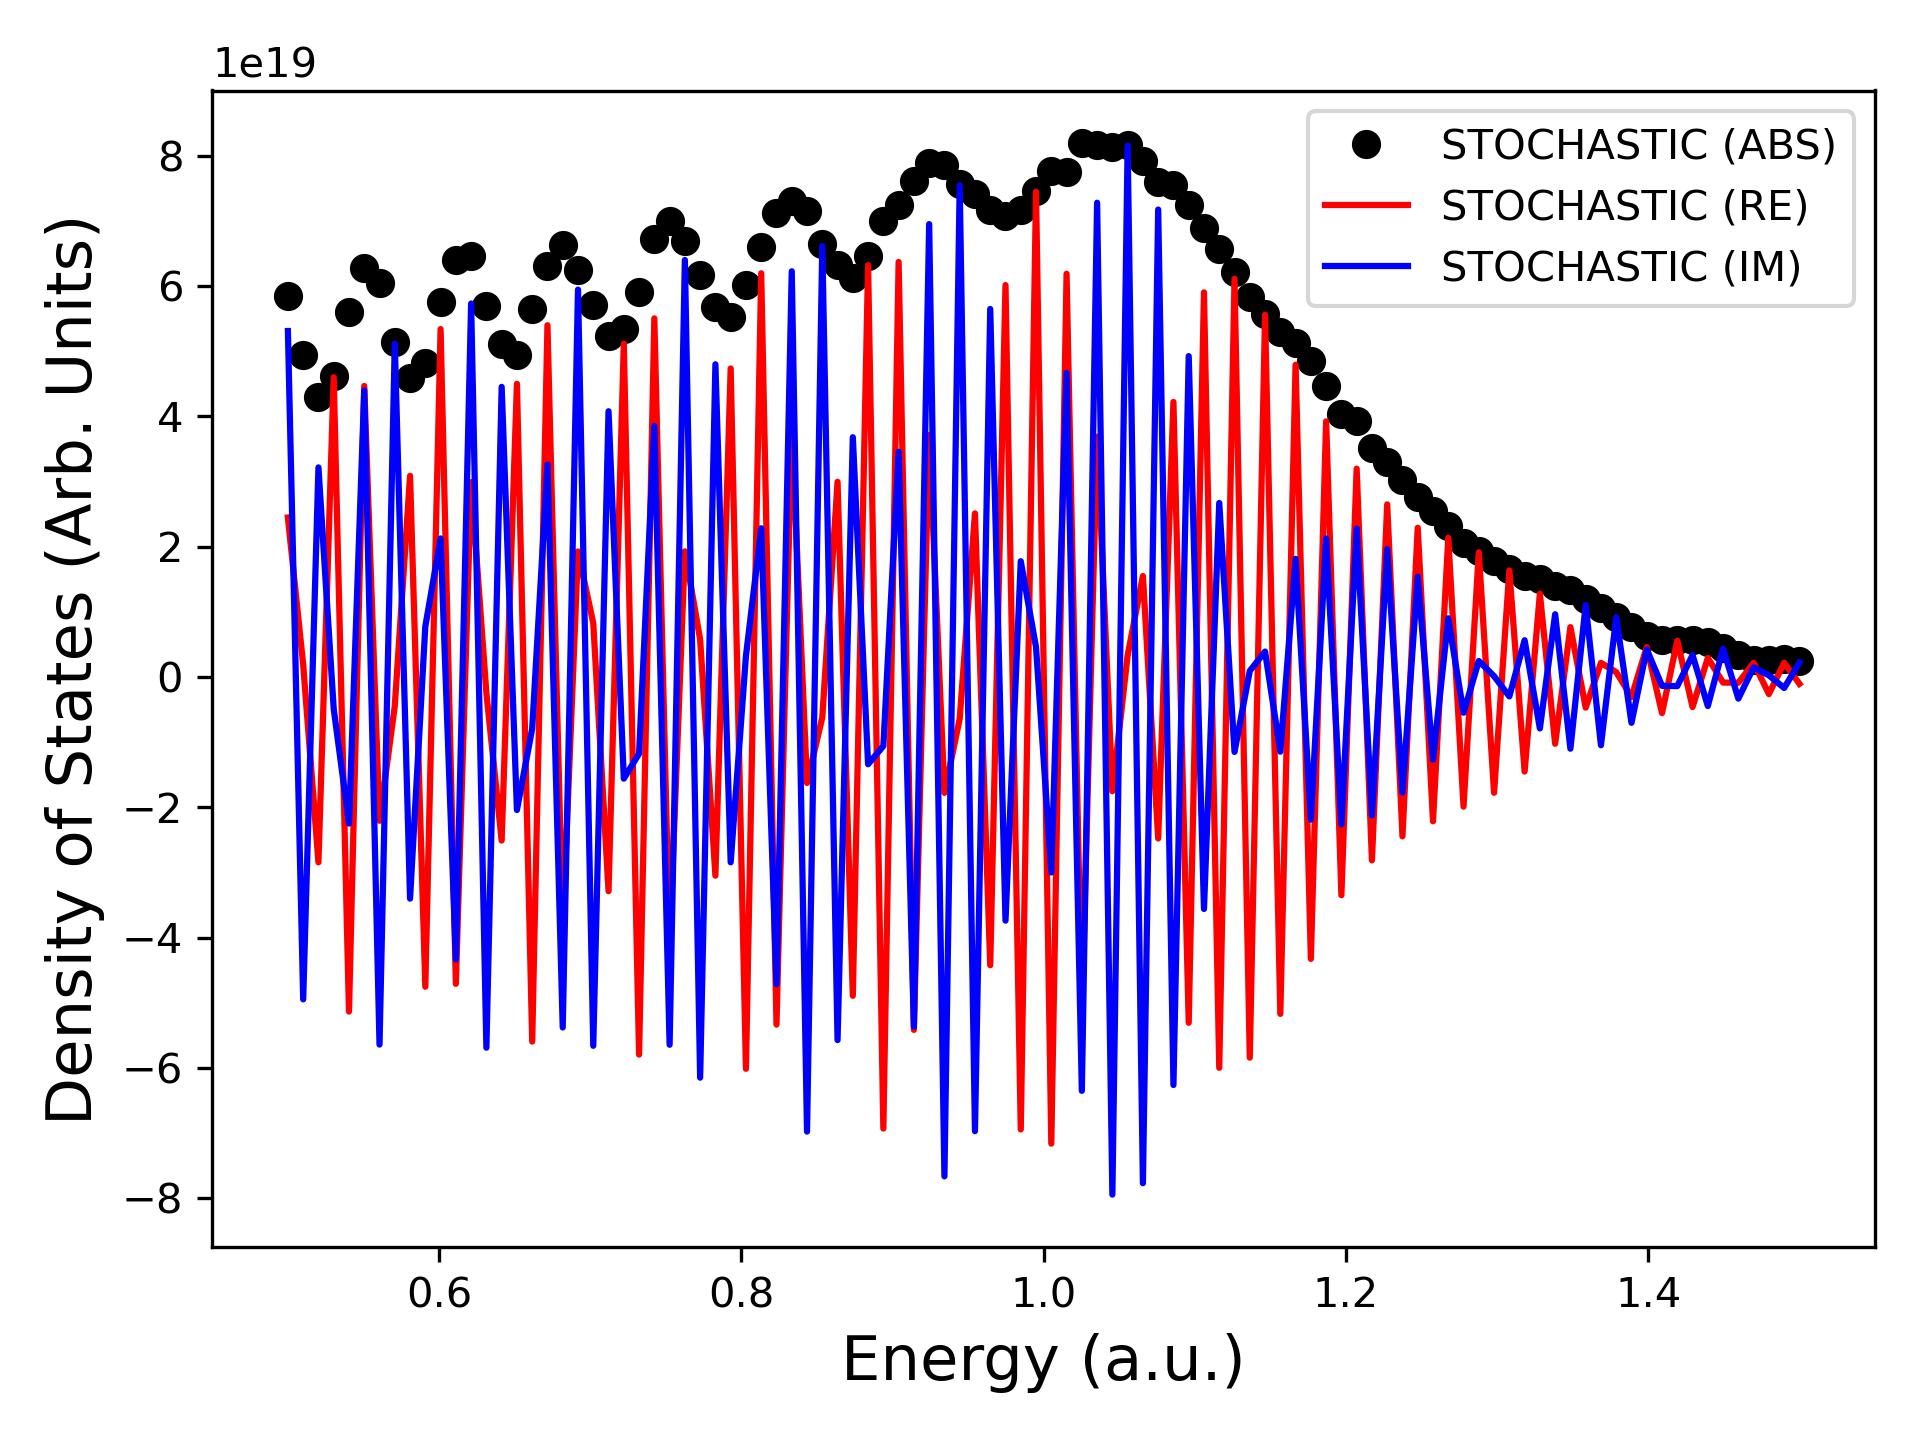 1e19
8
6
4
2
0
−2
−4
−6
−8
Density of States (Arb. Units)
STOCHASTIC (ABS)
STOCHASTIC (RE)
STOCHASTIC (IM)
0.6 0.8 1.0 1.2 1.4
Energy (a.u.)